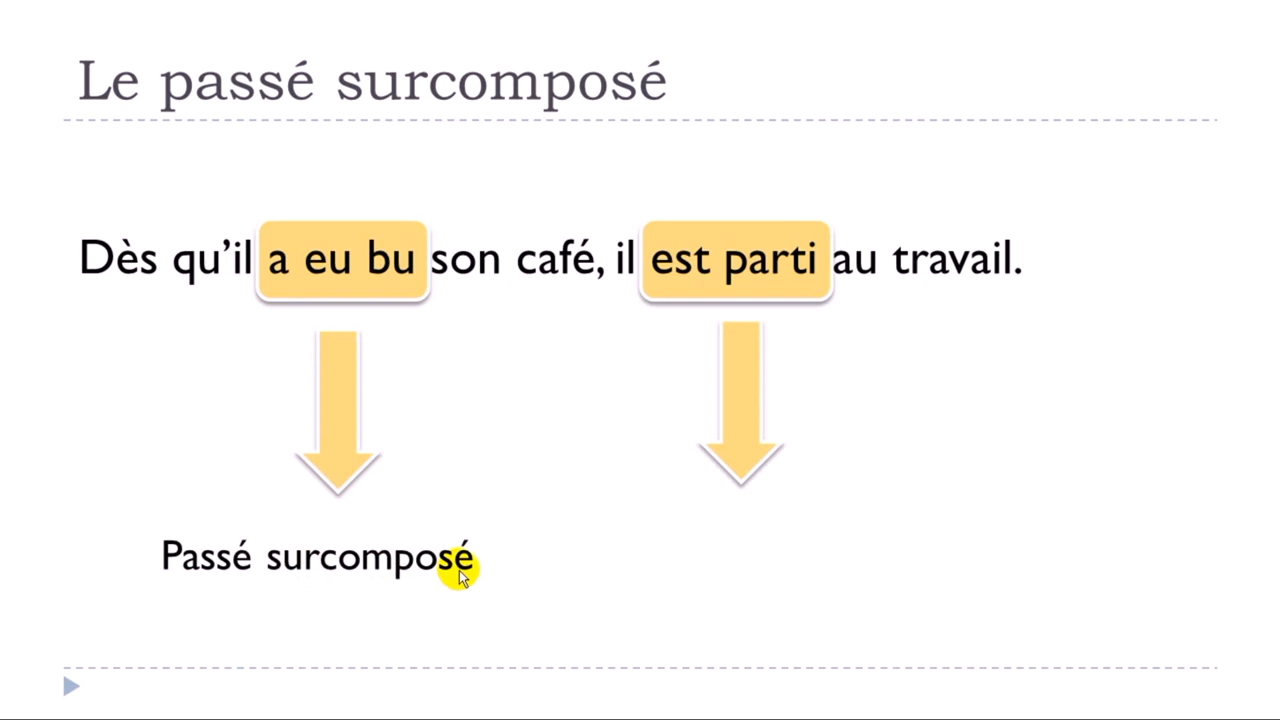 Le passé surcomposé
Dès qu’il a eu bu son café, il est parti au travail.
Passé surcomposé